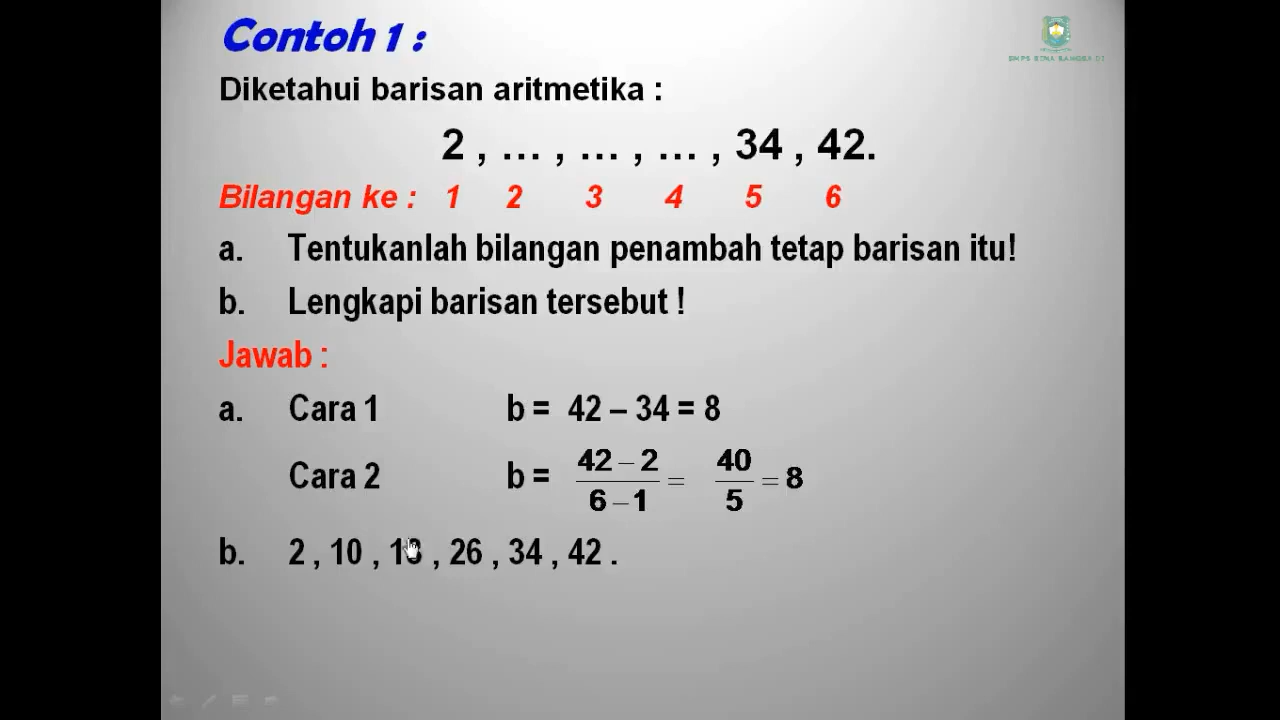 Contoh 1 :
Diketahui barisan aritmetika :
2 , ... , ... , ... , 34 , 42.
Bilangan ke : 1 2 3 4 5 6
a. Tentukanlah bilangan penambah tetap barisan itu!
b. Lengkapi barisan tersebut !
Jawab :
a. Cara 1 b = 42 – 34 = 8
Cara 2 b = (42 – 2)/(6 – 1) = 40/5 = 8
b. 2 , 10 , 18 , 26 , 34 , 42 .